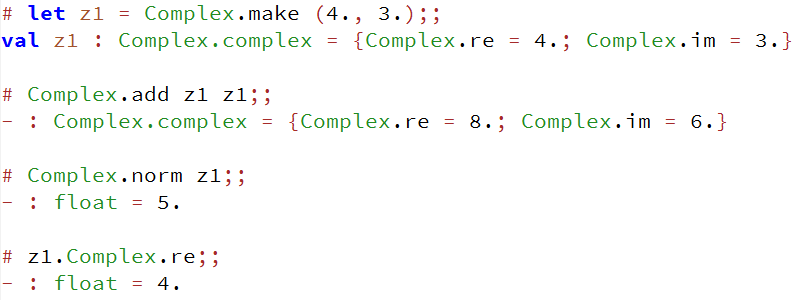 # let z1 = Complex.make (4., 3.);;
val z1 : Complex.complex = {Complex.re = 4.; Complex.im = 3.}
# Complex.add z1 z1;;
- : Complex.complex = {Complex.re = 8.; Complex.im = 6.}
# Complex.norm z1;;
- : float = 5.
# z1.Complex.re;;
- : float = 4.